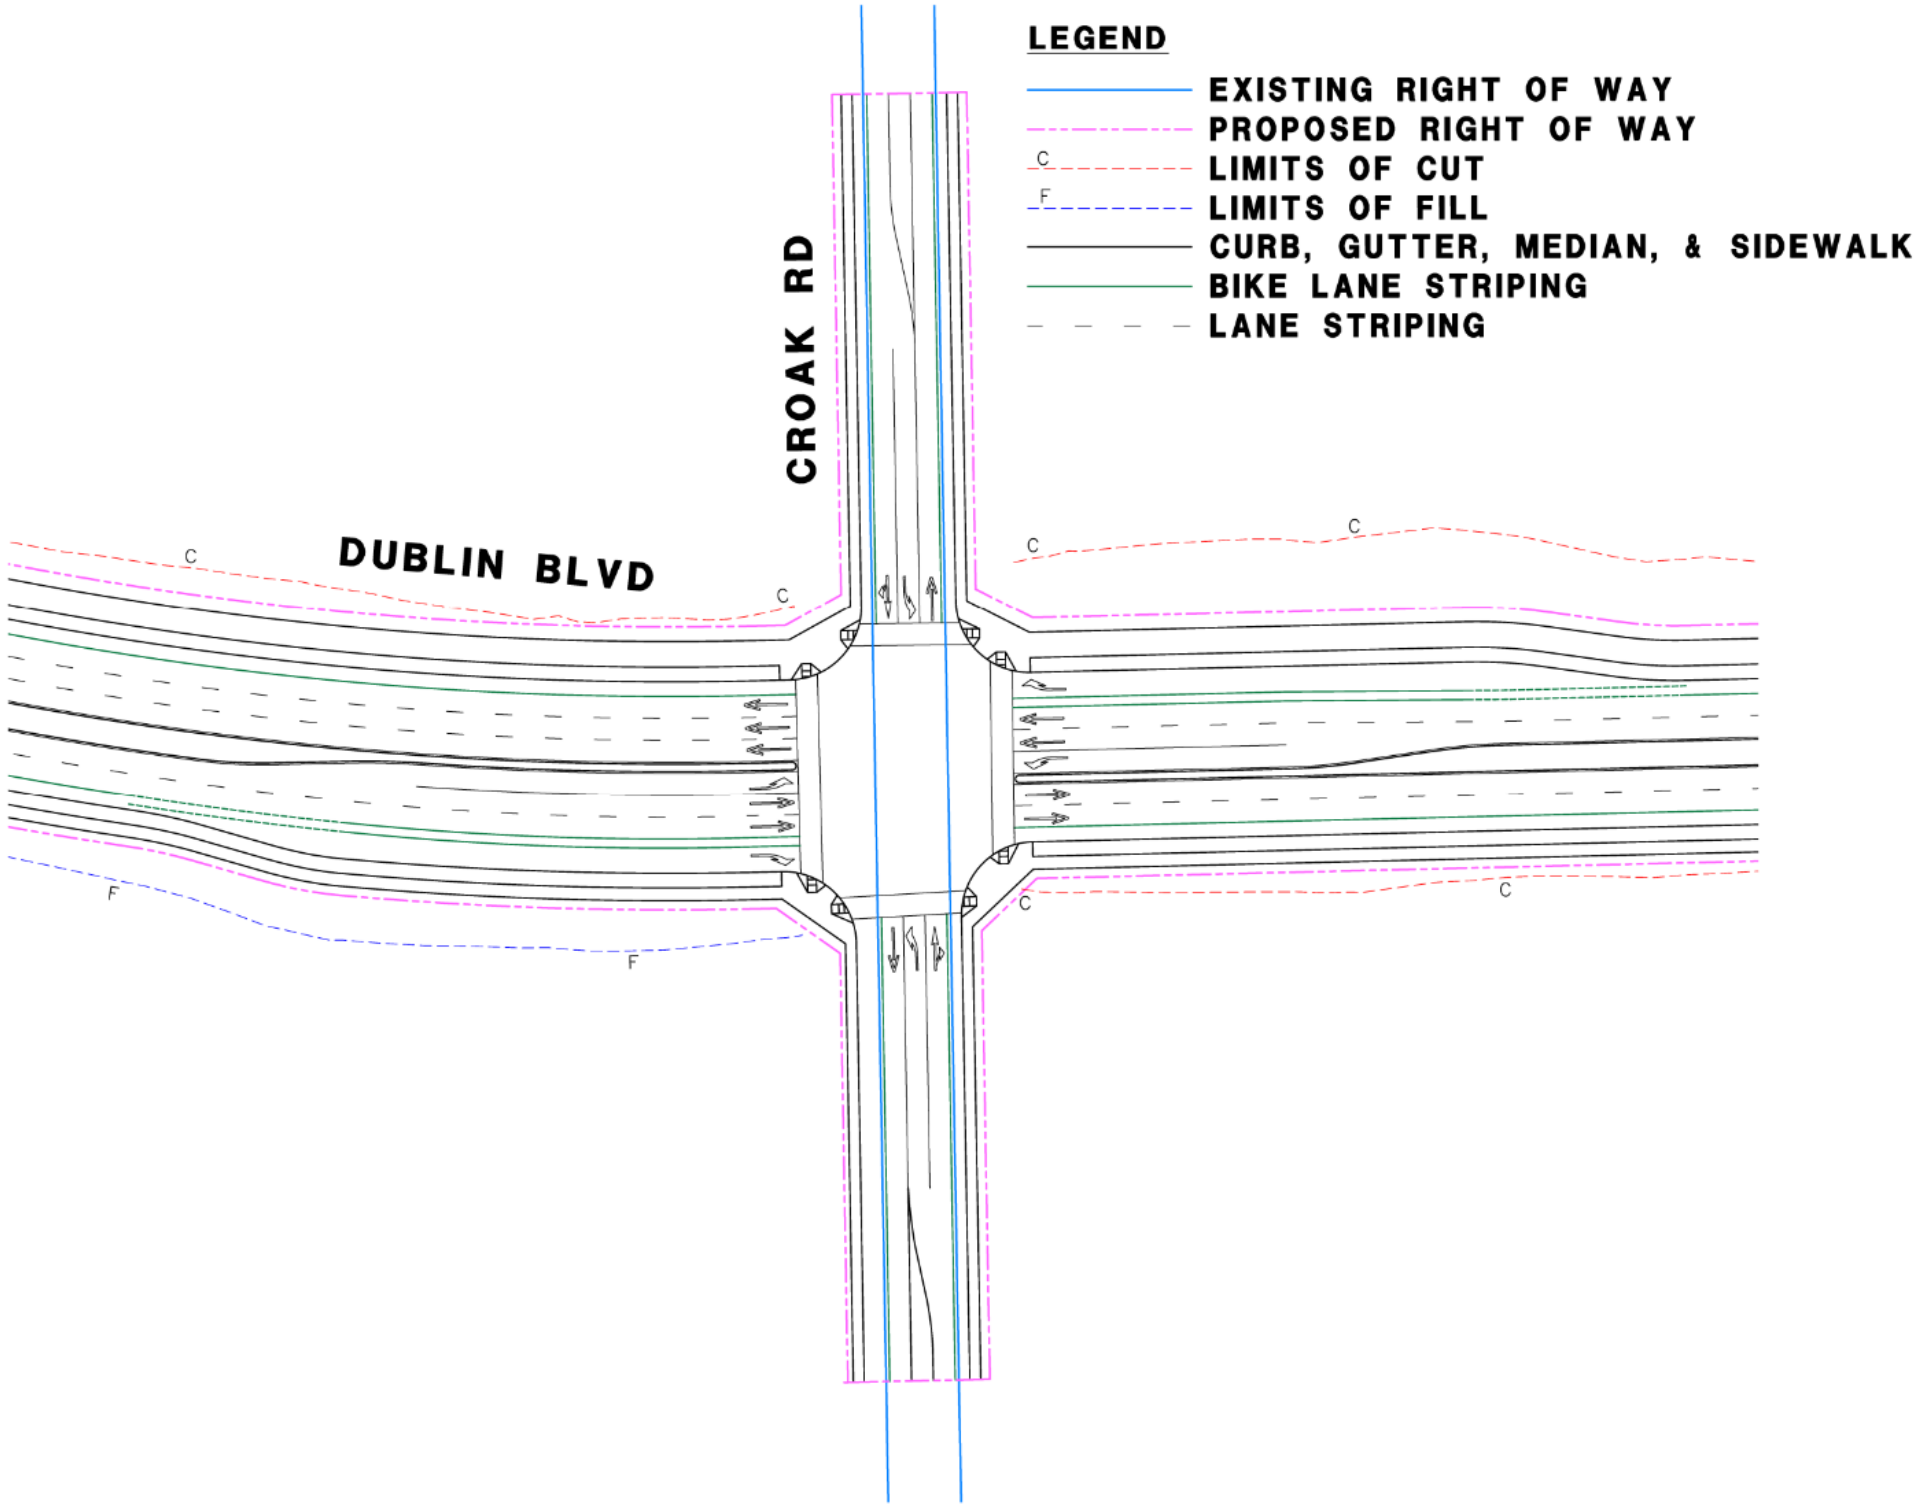 LEGEND
EXISTING RIGHT OF WAY
PROPOSED RIGHT OF WAY
C
LIMITS OF CUT
F
LIMITS OF FILL
CURB, GUTTER, MEDIAN, & SIDEWALK
BIKE LANE STRIPING
LANE STRIPING
CROAK RD
DUBLIN BLVD
C
C
C
C
F
F
C
C